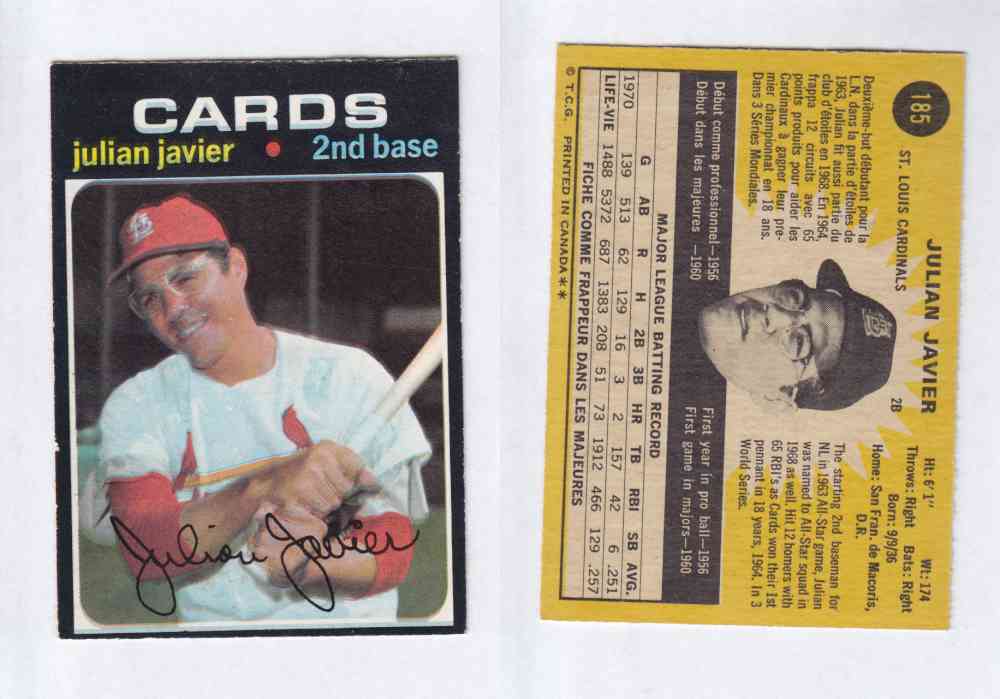 CARDS
julian javier • 2nd base
Julian Javier
185
ST. LOUIS CARDINALS
JULIAN JAVIER
2B
Ht: 6'1" Wt: 174
Throws: Right Bats: Right
Born: 9/9/36
Home: San Fran. de Macoris,
D.R.
Deuxième-but débutant pour la
L.N. dans la partie d'étoiles de
1963, Julian fit aussi partie du
club d'étoiles en 1968. En 1964,
frappa 12 circuits avec 65
points produits pour aider les
Cardinaux à gagner leur pre-
mier championnat en 18 ans.
Dans 3 Séries Mondiales.
The starting 2nd baseman for
NL in 1963 All-Star game, Julian
was named to All-Star squad in
1968 as well. Hit 12 homers with
65 RBI's as Cards won their 1st
pennant in 18 years, 1964. In 3
World Series.
Début comme professionnel—1956
Début dans les majeures —1960
First year in pro ball—1956
First game in majors—1960
MAJOR LEAGUE BATTING RECORD
G AB R H 2B 3B HR TB RBI SB AVG.
1970 139 513 62 129 16 3 2 157 42 6 .251
LIFE-VIE 1488 5372 687 1383 208 51 73 1912 466 129 .257
FICHE COMME FRAPPEUR DANS LES MAJEURES
© T.C.G. PRINTED IN CANADA**